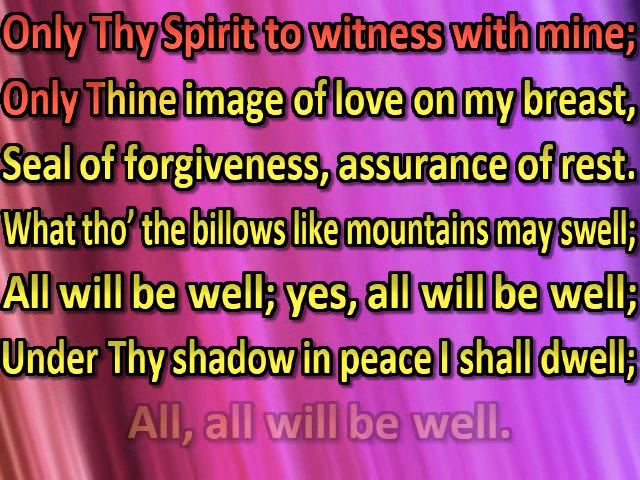 Only Thy Spirit to witness with mine;
Only Thine image of love on my breast,
Seal of forgiveness, assurance of rest.
What tho’ the billows like mountains may swell;
All will be well; yes, all will be well;
Under Thy shadow in peace I shall dwell;
All, all will be well.